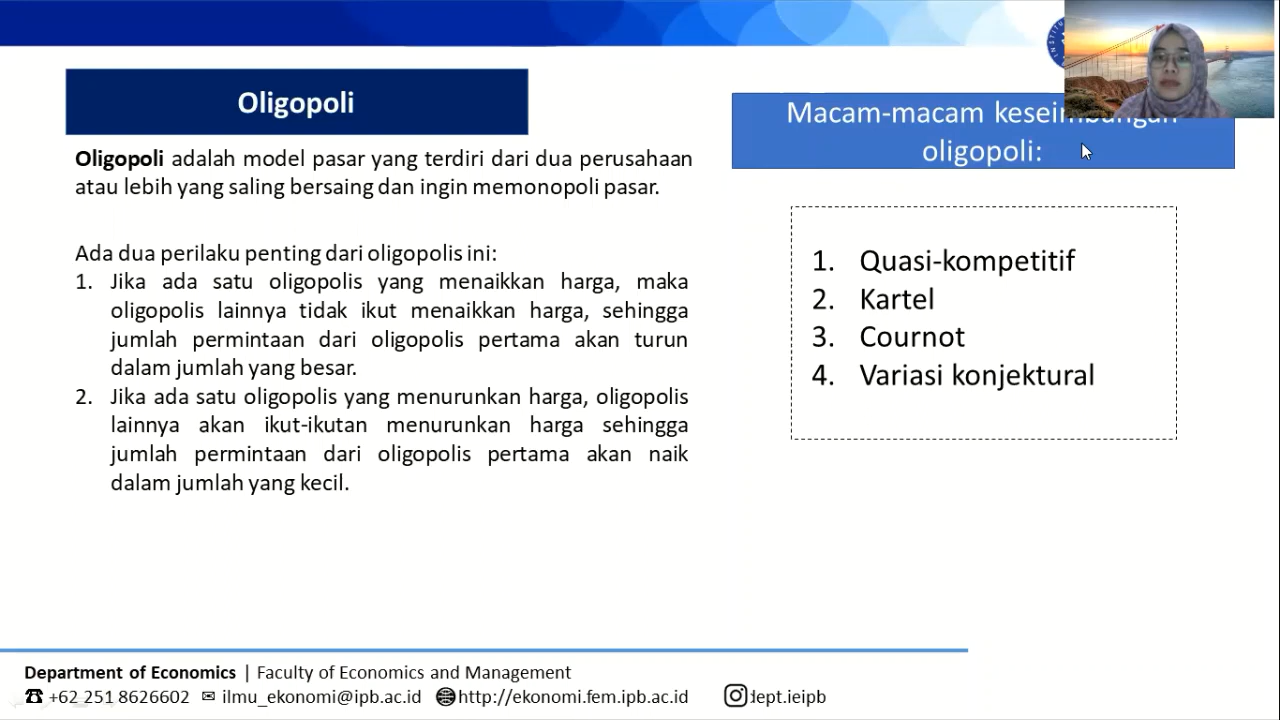 Oligopoli
Oligopoli adalah model pasar yang terdiri dari dua perusahaan
atau lebih yang saling bersaing dan ingin memonopoli pasar.
Ada dua perilaku penting dari oligopolis ini:
1. Jika ada satu oligopolis yang menaikkan harga, maka
oligopolis lainnya tidak ikut menaikkan harga, sehingga
jumlah permintaan dari oligopolis pertama akan turun
dalam jumlah yang besar.
2. Jika ada satu oligopolis yang menurunkan harga, oligopolis
lainnya akan ikut-ikutan menurunkan harga sehingga
jumlah permintaan dari oligopolis pertama akan naik
dalam jumlah yang kecil.
Macam-macam keseimbangan
oligopoli:
1. Quasi-kompetitif
2. Kartel
3. Cournot
4. Variasi konjektural
Department of Economics | Faculty of Economics and Management
+62 251 8626602 ilmu_ekonomi@ipb.ac.id http://ekonomi.fem.ipb.ac.id dept.ieipb